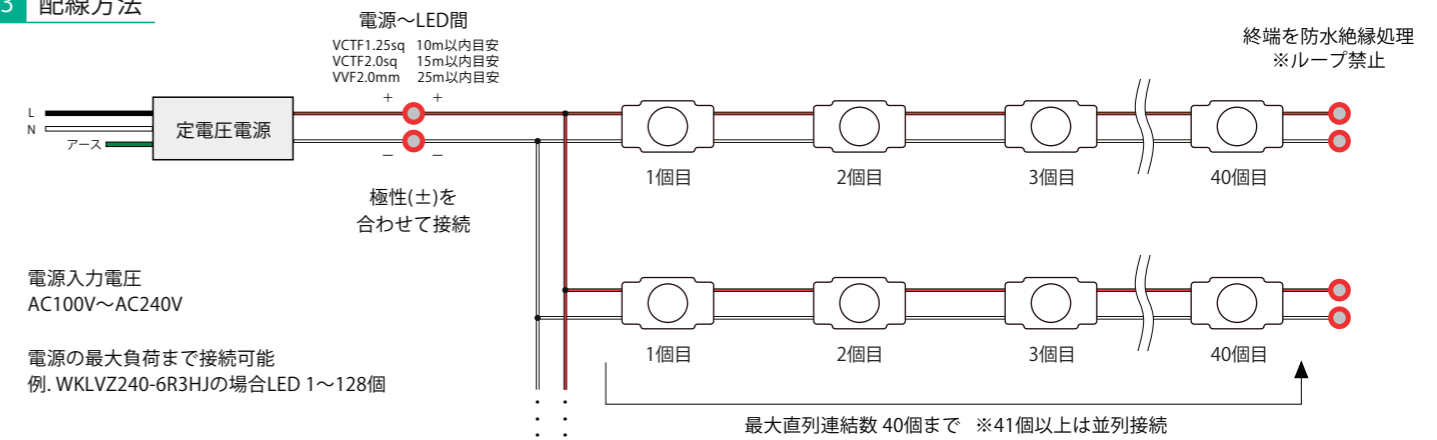 3 配線方法
電源～LED間
VCTF1.25sq 10m以内目安
VCTF2.0sq 15m以内目安
VVF2.0mm 25m以内目安
終端を防水絶縁処理
※ループ禁止
L
N
アース
定電圧電源
+ +
− −
極性(±)を
合わせて接続
1個目 2個目 3個目 40個目
電源入力電圧
AC100V～AC240V
電源の最大負荷まで接続可能
例. WKLVZ240-6R3HJの場合LED 1～128個
1個目 2個目 3個目 40個目
最大直列連結数 40個まで ※41個以上は並列接続